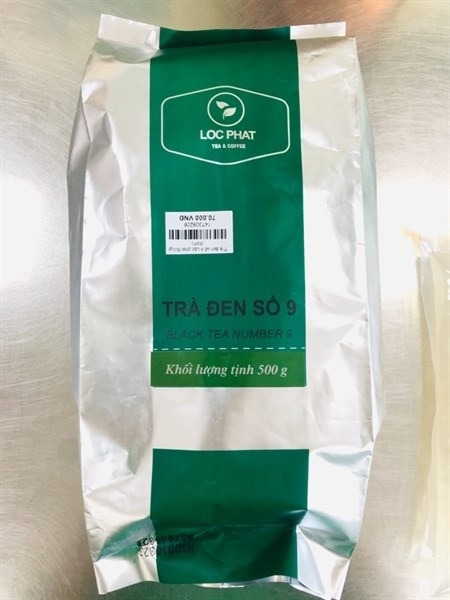 LOC PHAT
TEA & COFFEE
70.000 VND
147309208
TRÀ ĐEN SỐ 9
BLACK TEA NUMBER 9
Khối lượng tịnh 500 g